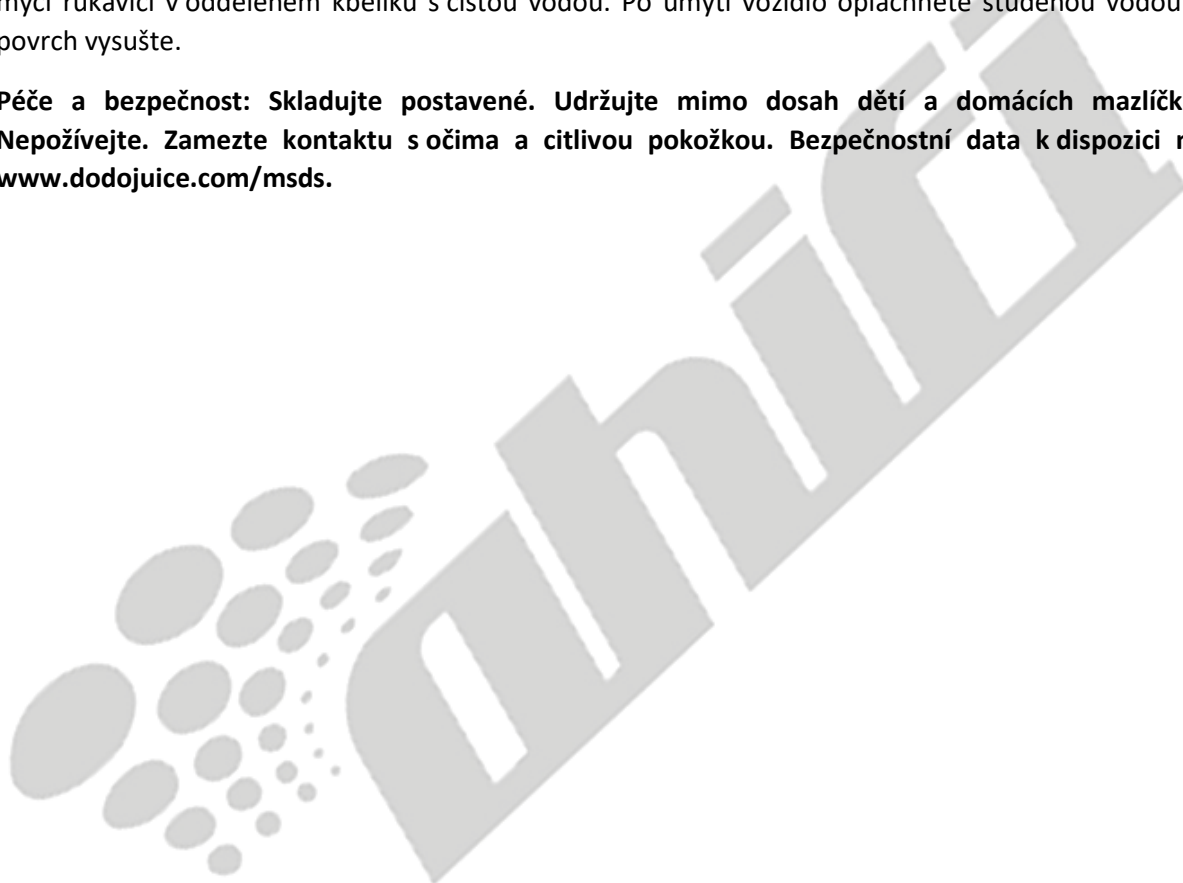 mycí rukavici v odděleném kbelíku s čistou vodou. Po umytí vozidlo opláchněte studenou vodou
povrch vysušte.
Péče a bezpečnost: Skladujte postavené. Udržujte mimo dosah dětí a domácích mazlíčk
Nepožívejte. Zamezte kontaktu s očima a citlivou pokožkou. Bezpečnostní data k dispozici
www.dodojuice.com/msds.
ahifi